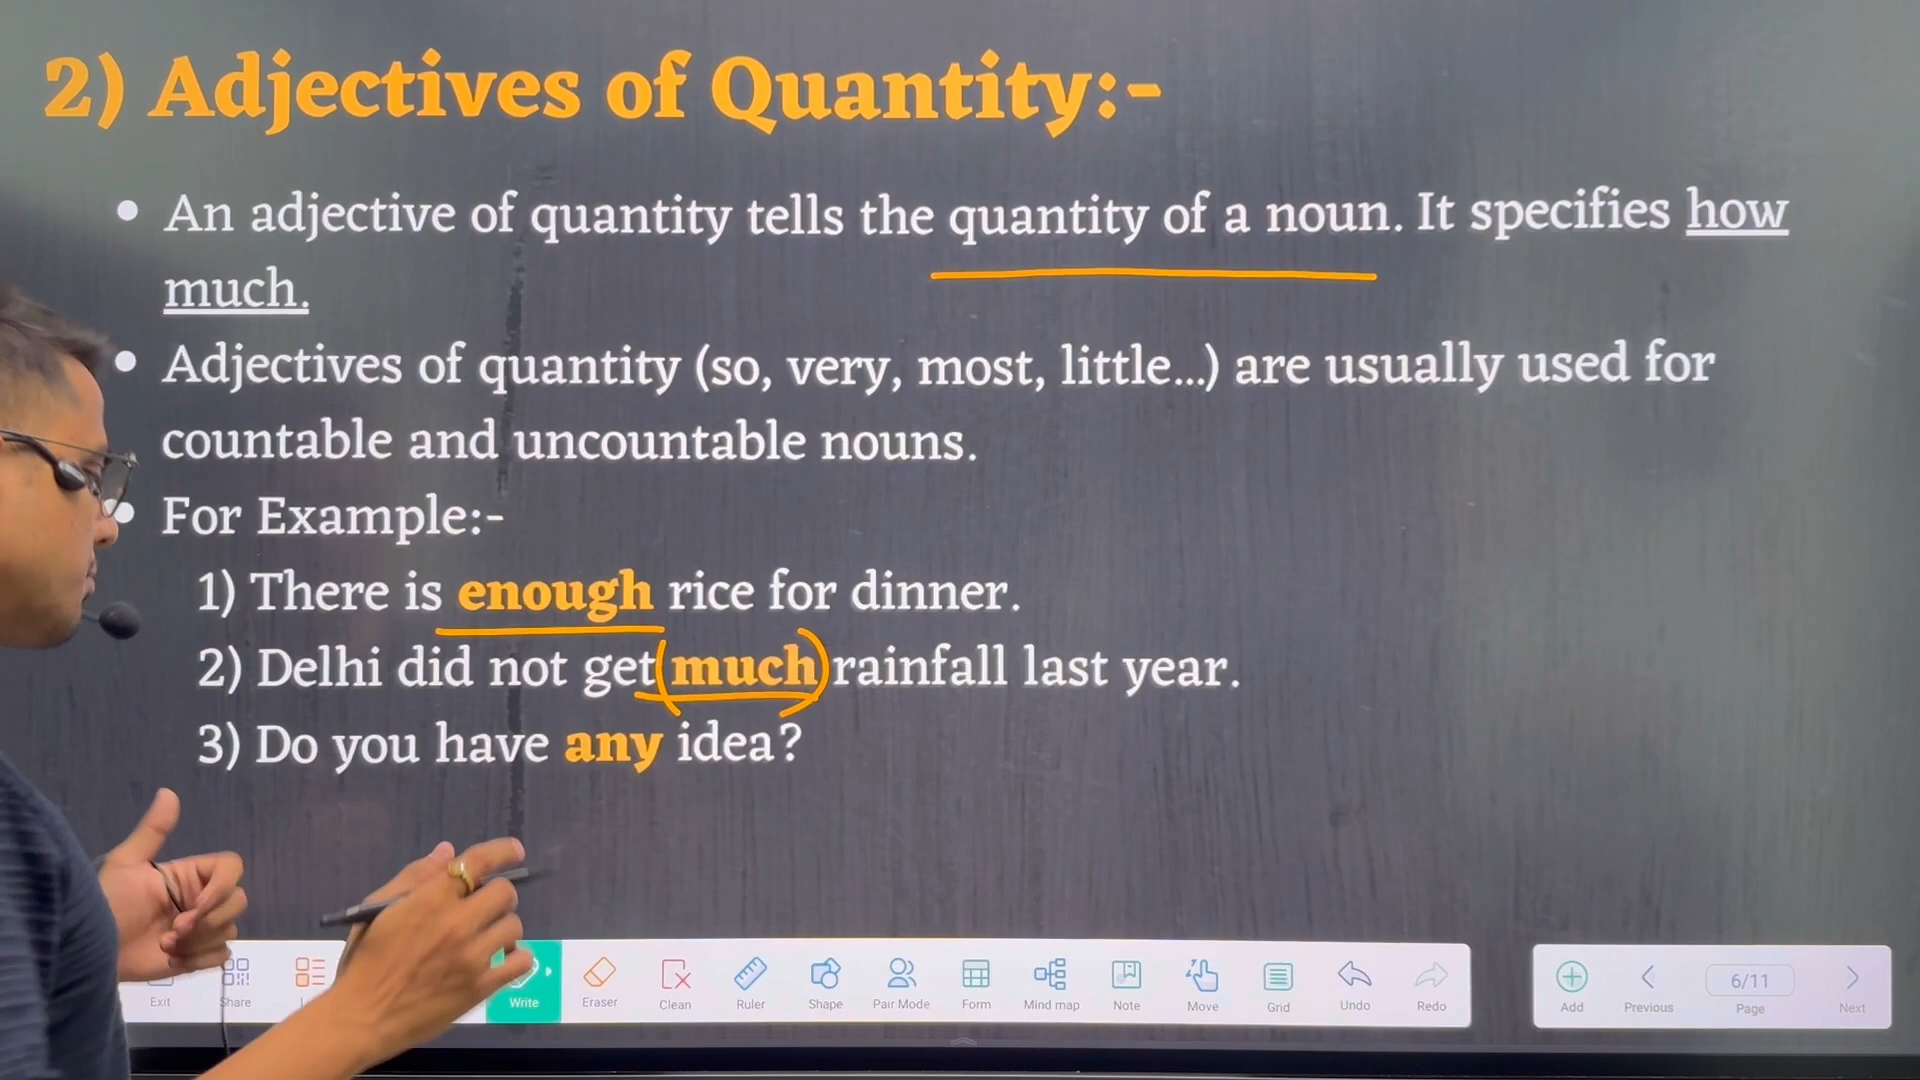 2) Adjectives of Quantity:-
• An adjective of quantity tells the quantity of a noun. It specifies how
much.
• Adjectives of quantity (so, very, most, little...) are usually used for
countable and uncountable nouns.
• For Example:-
1) There is enough rice for dinner.
2) Delhi did not get (much) rainfall last year.
3) Do you have any idea?
Exit Share Write Eraser Clean Ruler Shape Pair Mode Form Mind map Note Move Grid Undo Redo
6/11
Add Previous Page Next